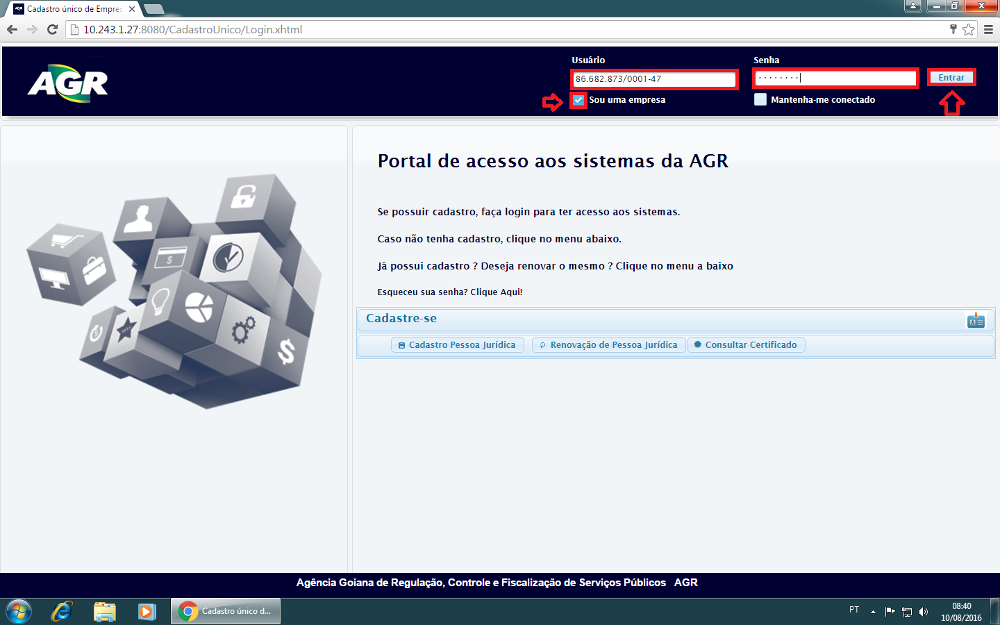 Cadastro único de Empres
10.243.1.27:8080/CadastroUnico/Login.xhtml
AGR
Usuário
Senha
86.682.873/0001-47
Entrar
Sou uma empresa
Mantenha-me conectado
Portal de acesso aos sistemas da AGR
Se possuir cadastro, faça login para ter acesso aos sistemas.
Caso não tenha cadastro, clique no menu abaixo.
Já possui cadastro ? Deseja renovar o mesmo ? Clique no menu a baixo
Esqueceu sua senha? Clique Aqui!
Cadastre-se
Cadastro Pessoa Jurídica
Renovação de Pessoa Jurídica
Consultar Certificado
Agência Goiana de Regulação, Controle e Fiscalização de Serviços Públicos AGR
Cadastro único d...
PT
08:40
10/08/2016